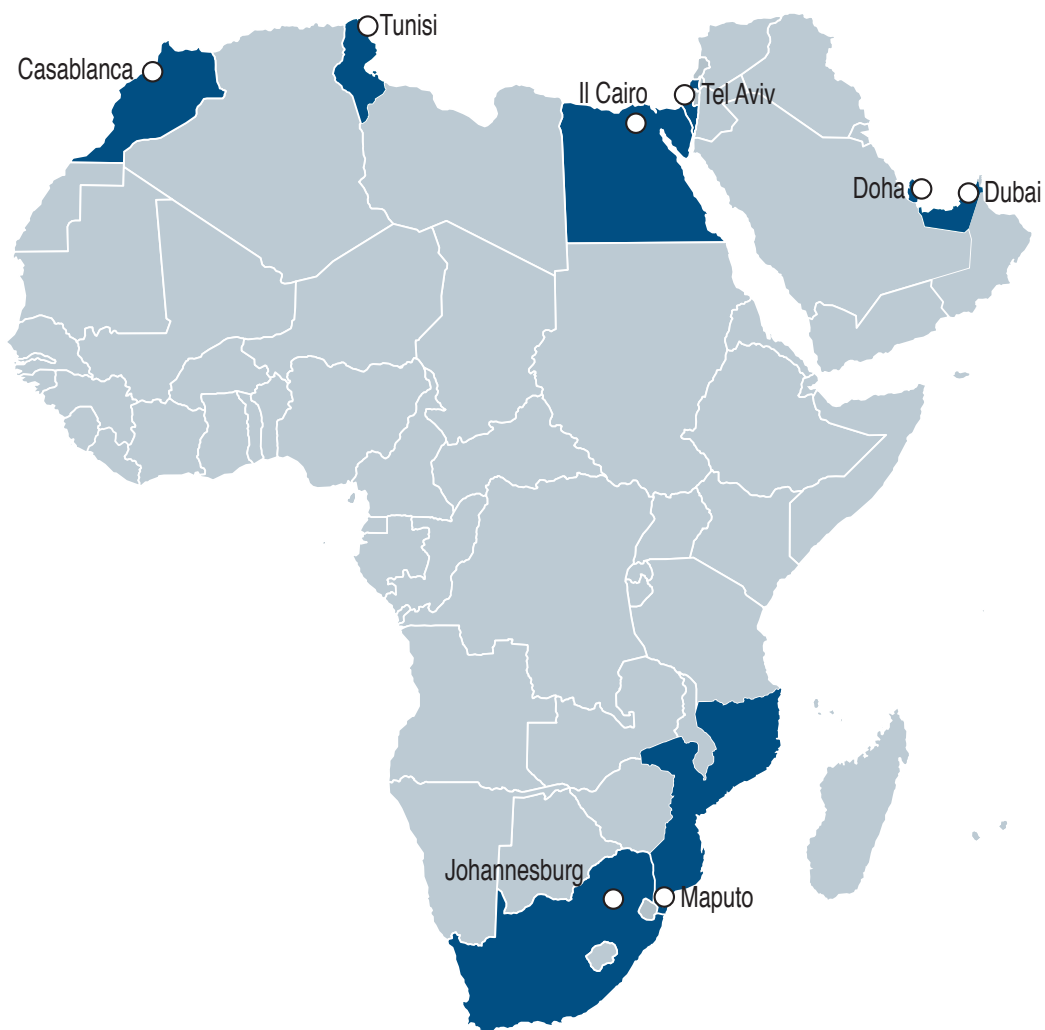 Tunisi
Casablanca
Il Cairo
Tel Aviv
Doha
Dubai
Johannesburg
Maputo